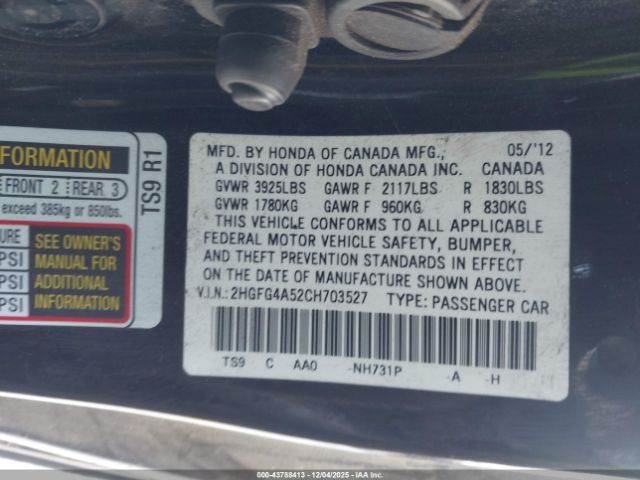 FORMATION
FRONT 2 REAR 3
exceed 385kg or 850lbs.
URE
PSI
PSI
SEE OWNER'S
MANUAL FOR
ADDITIONAL
INFORMATION
TS9 R1
MFD. BY HONDA OF CANADA MFG., 05/'12
A DIVISION OF HONDA CANADA INC. CANADA
GVWR 3925LBS GAWR F 2117LBS R 1830LBS
GVWR 1780KG GAWR F 960KG R 830KG
THIS VEHICLE CONFORMS TO ALL APPLICABLE
FEDERAL MOTOR VEHICLE SAFETY, BUMPER,
AND THEFT PREVENTION STANDARDS IN EFFECT
ON THE DATE OF MANUFACTURE SHOWN ABOVE.
V.I.N.: 2HGFG4A52CH703527 TYPE: PASSENGER CAR
TS9 C AA0 -NH731P -A -H
000-43788413 - 12/04/2025 - IAA Inc.